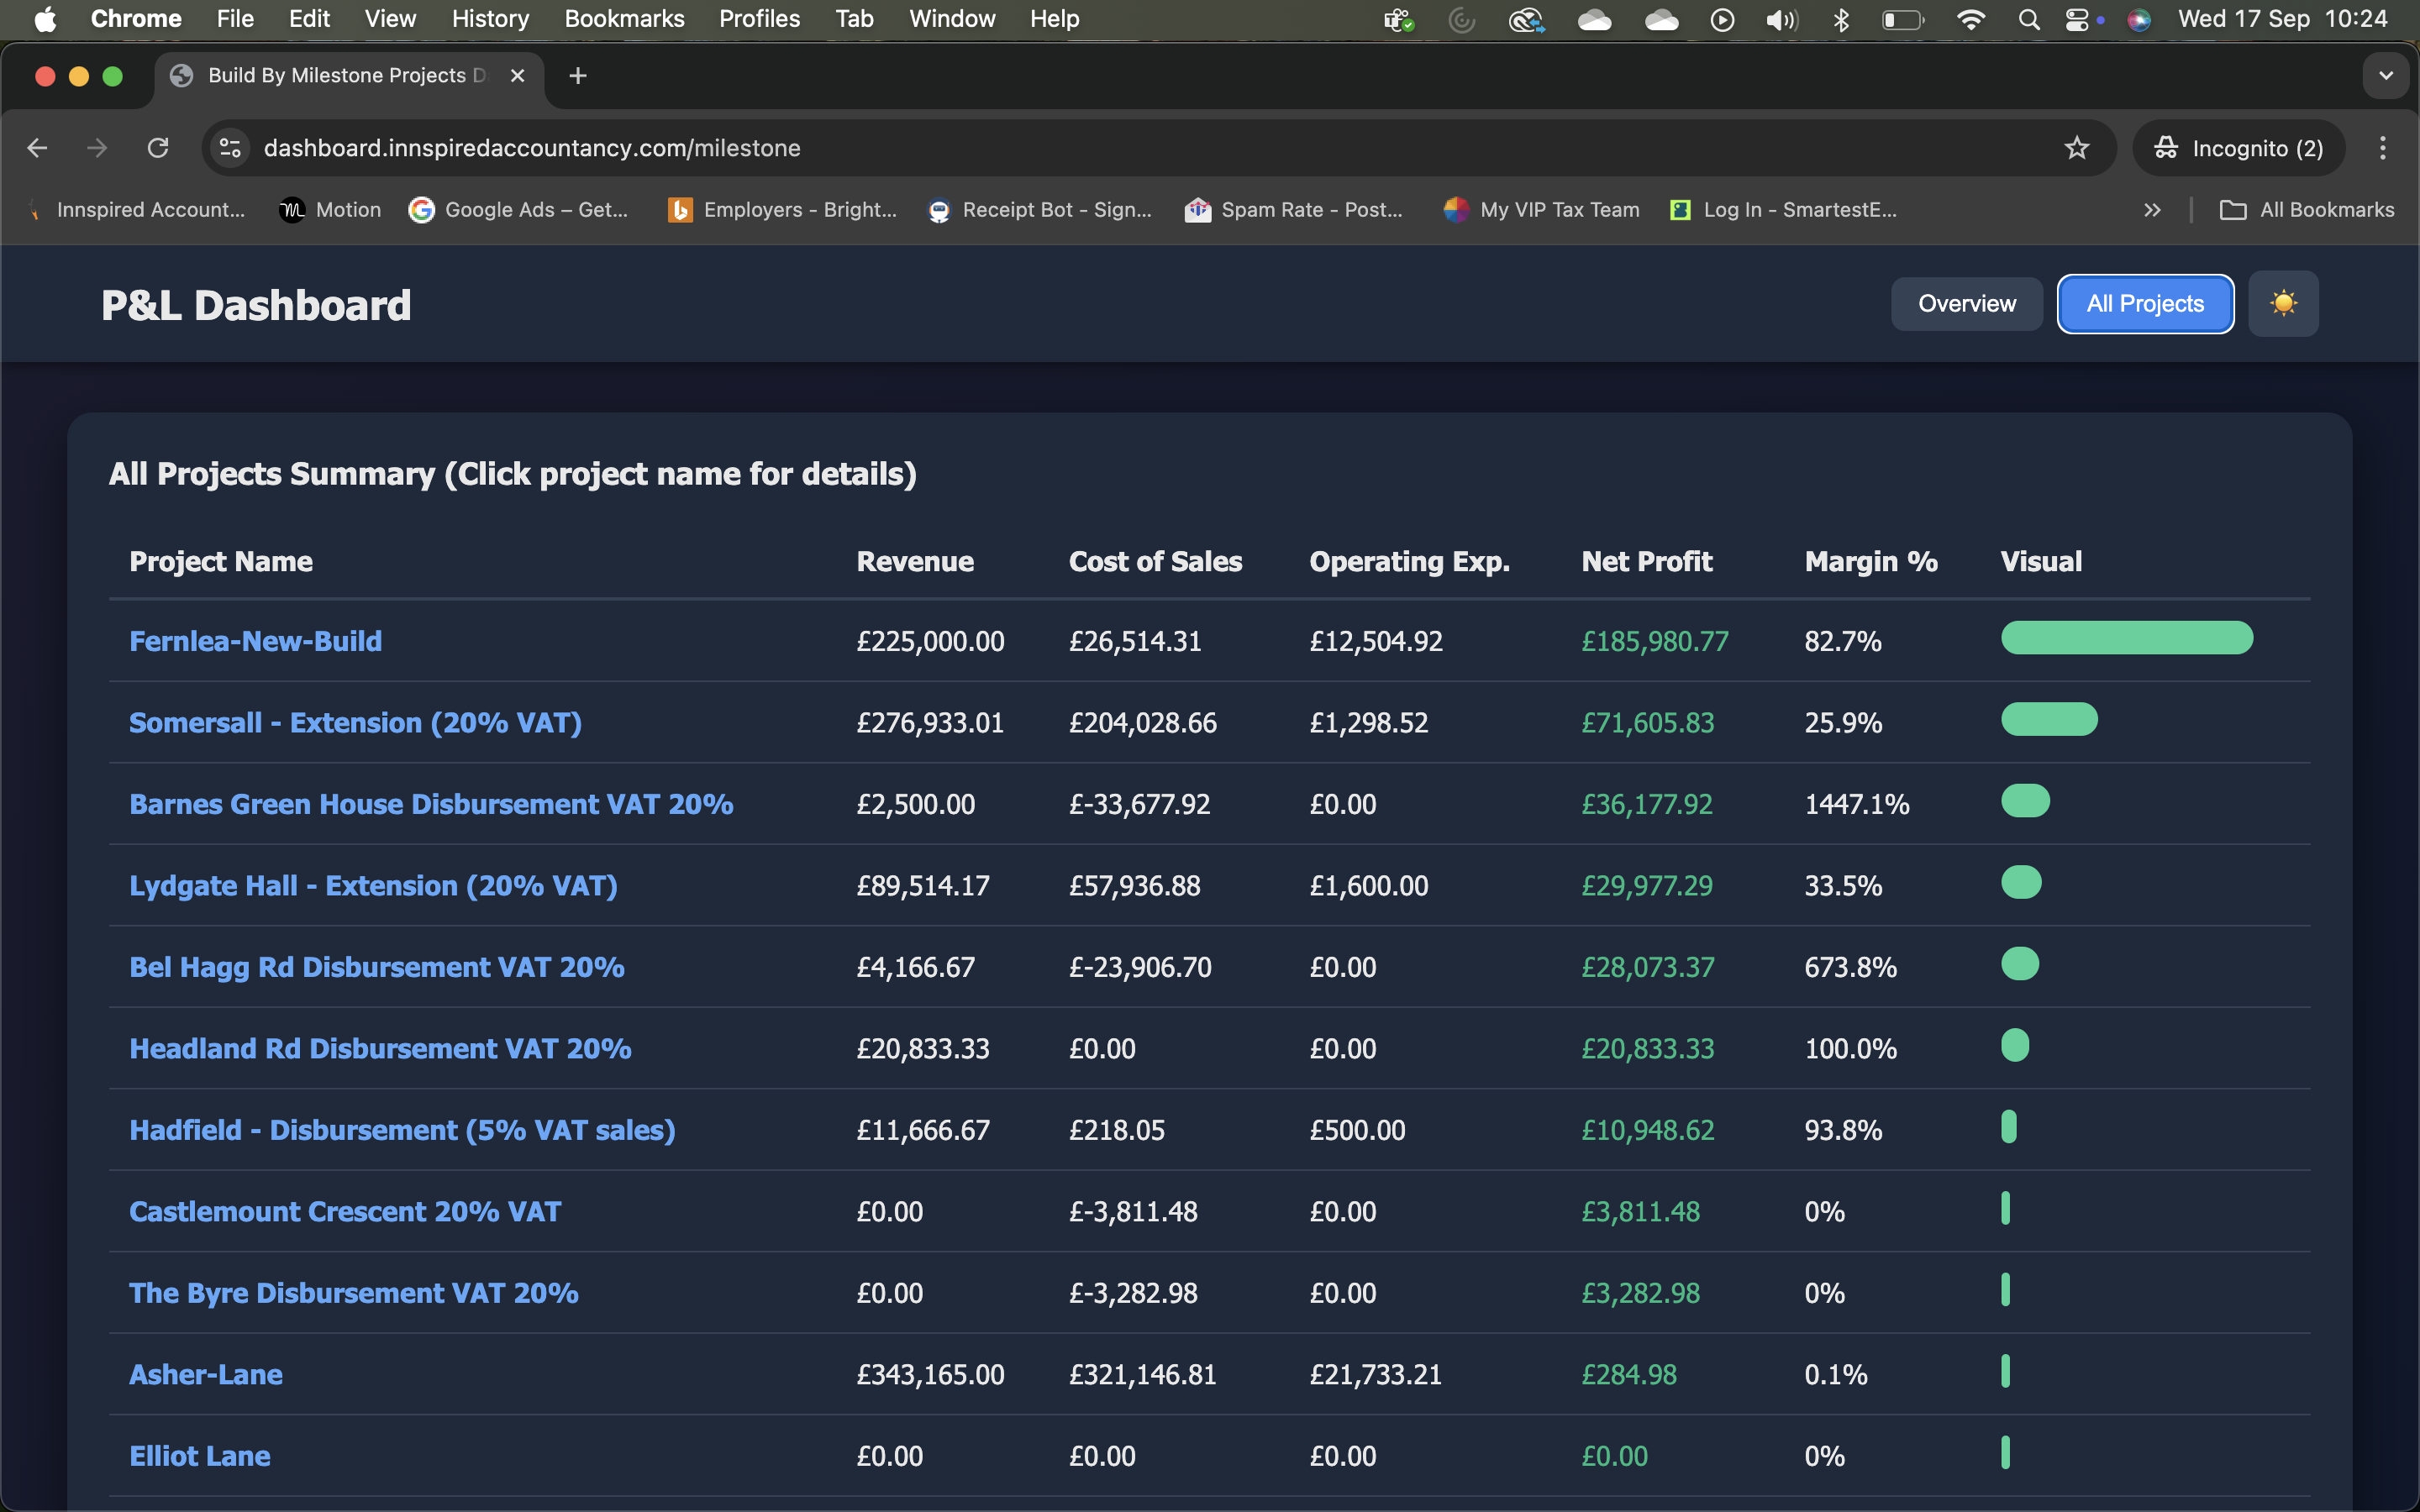 Chrome File Edit View History Bookmarks Profiles Tab Window Help Wed 17 Sep 10:24
Build By Milestone Projects D
dashboard.innspiredaccountancy.com/milestone Incognito (2)
Innspired Account... Motion Google Ads – Get... Employers - Bright... Receipt Bot - Sign... Spam Rate - Post... My VIP Tax Team Log In - SmartestE... All Bookmarks
P&L Dashboard Overview All Projects
All Projects Summary (Click project name for details)
Project Name Revenue Cost of Sales Operating Exp. Net Profit Margin % Visual
Fernlea-New-Build £225,000.00 £26,514.31 £12,504.92 £185,980.77 82.7%
Somersall - Extension (20% VAT) £276,933.01 £204,028.66 £1,298.52 £71,605.83 25.9%
Barnes Green House Disbursement VAT 20% £2,500.00 £-33,677.92 £0.00 £36,177.92 1447.1%
Lydgate Hall - Extension (20% VAT) £89,514.17 £57,936.88 £1,600.00 £29,977.29 33.5%
Bel Hagg Rd Disbursement VAT 20% £4,166.67 £-23,906.70 £0.00 £28,073.37 673.8%
Headland Rd Disbursement VAT 20% £20,833.33 £0.00 £0.00 £20,833.33 100.0%
Hadfield - Disbursement (5% VAT sales) £11,666.67 £218.05 £500.00 £10,948.62 93.8%
Castlemount Crescent 20% VAT £0.00 £-3,811.48 £0.00 £3,811.48 0%
The Byre Disbursement VAT 20% £0.00 £-3,282.98 £0.00 £3,282.98 0%
Asher-Lane £343,165.00 £321,146.81 £21,733.21 £284.98 0.1%
Elliot Lane £0.00 £0.00 £0.00 £0.00 0%